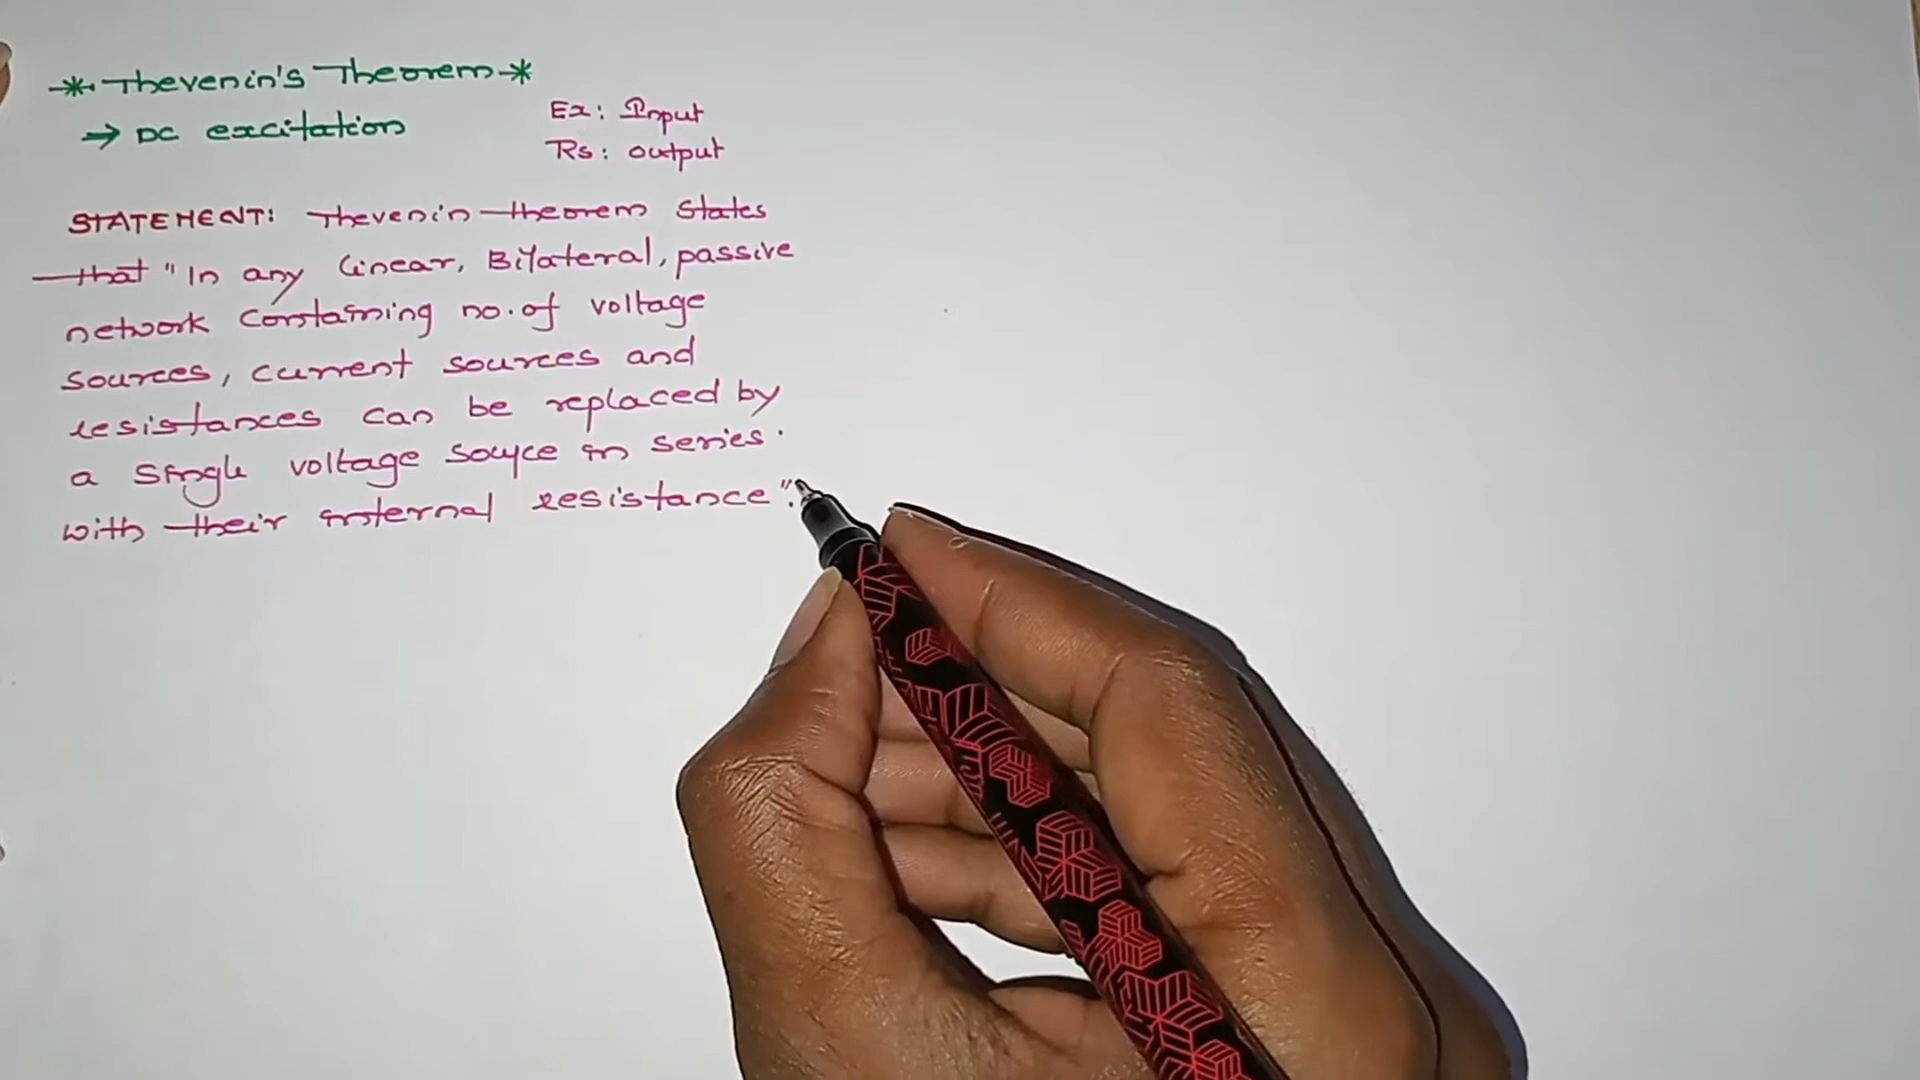 * Thevenin's Theorem *
→ DC excitation
Ex: Input
Rs: output
STATEMENT: Thevenin theorem states
that "In any linear, Bilateral, passive
network containing no. of voltage
sources, current sources and
resistances can be replaced by
a single voltage source in series
with their internal resistance".